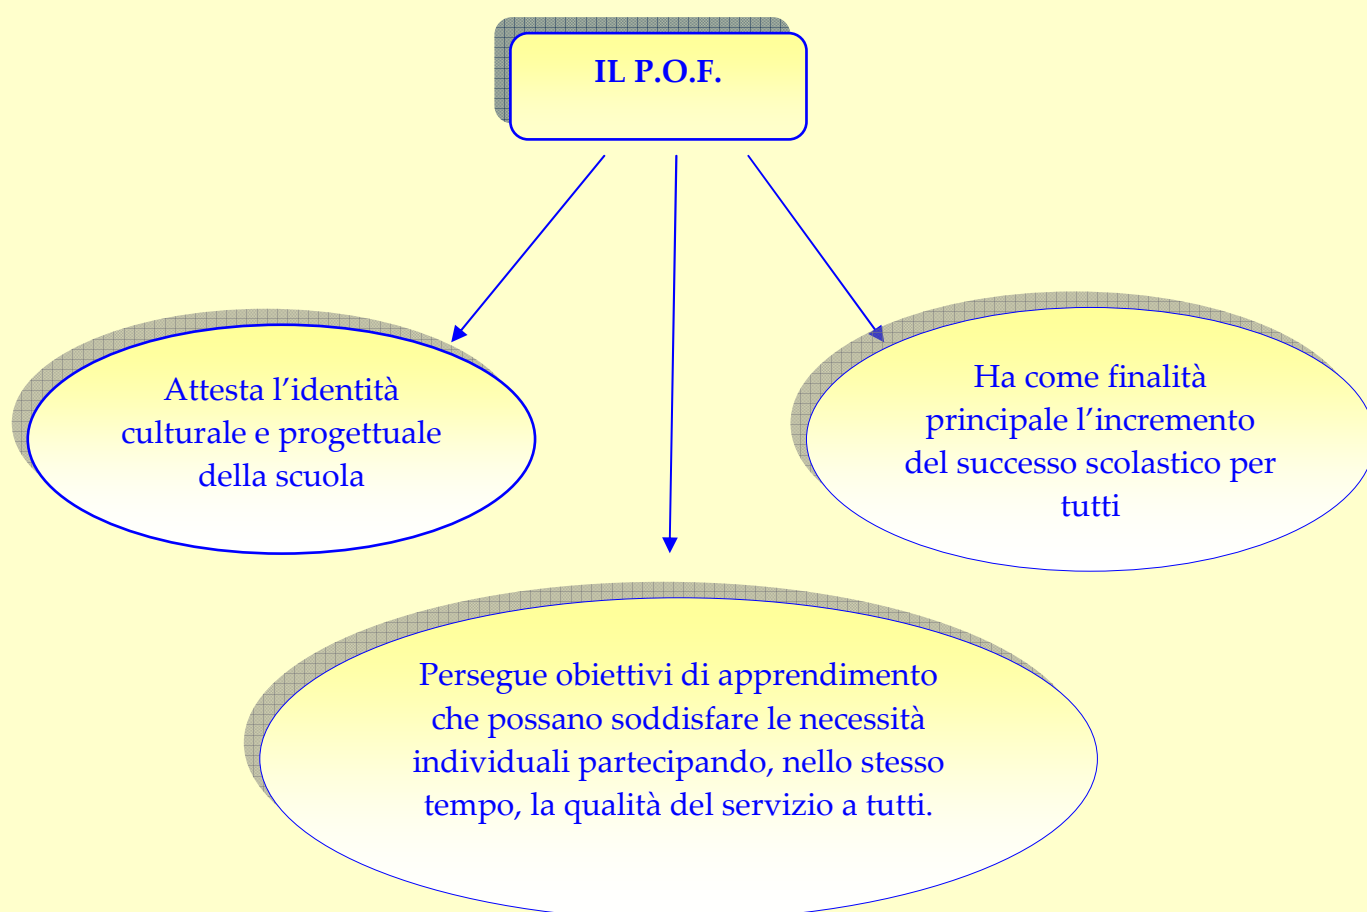 IL P.O.F.
Attesta l’identità
culturale e progettuale
della scuola
Ha come finalità
principale l’incremento
del successo scolastico per
tutti
Persegue obiettivi di apprendimento
che possano soddisfare le necessità
individuali partecipando, nello stesso
tempo, la qualità del servizio a tutti.